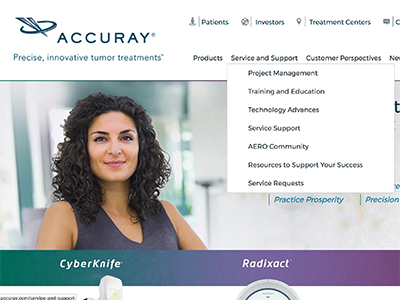 Patients
Investors
Treatment Centers
ACCURAY®
Precise, innovative tumor treatments™
Products
Service and Support
Customer Perspectives
Project Management
Training and Education
Technology Advances
Service Support
AERO Community
Resources to Support Your Success
Service Requests
Practice Prosperity
Precision
CyberKnife®
Radixact®
accuray.com/service-and-support